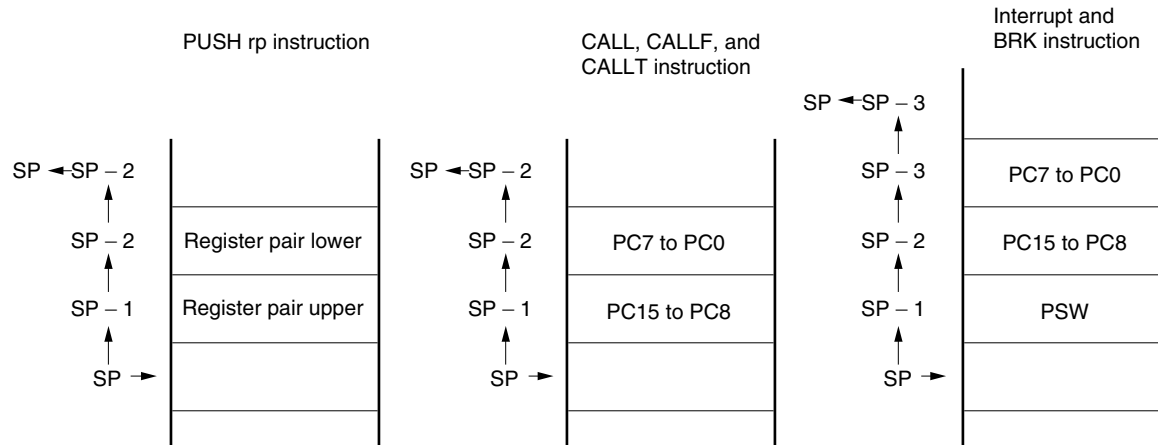 PUSH rp instruction
SP
SP – 2
SP – 2
Register pair lower
SP – 1
Register pair upper
SP
CALL, CALLF, and
CALLT instruction
SP
SP – 2
SP – 2
PC7 to PC0
SP – 1
PC15 to PC8
SP
Interrupt and
BRK instruction
SP
SP – 3
SP – 3
PC7 to PC0
SP – 2
PC15 to PC8
SP – 1
PSW
SP